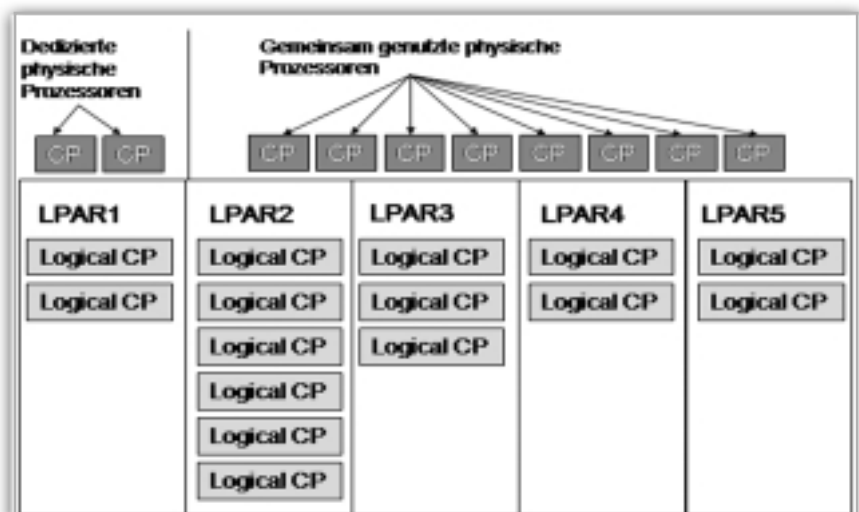 Dedizierte
physische
Prozessoren
Gemeinsam genutzte physische
Prozessoren
CP CP CP CP CP CP CP CP CP CP
LPAR1 LPAR2 LPAR3 LPAR4 LPAR5
Logical CP Logical CP Logical CP Logical CP Logical CP
Logical CP Logical CP Logical CP Logical CP Logical CP
Logical CP Logical CP
Logical CP
Logical CP
Logical CP